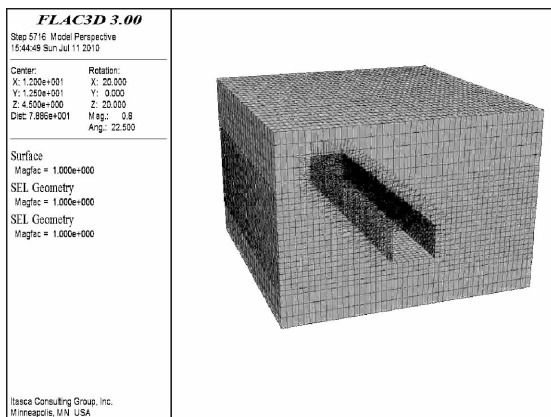 FLAC3D 3.00
Step 5716 Model Perspective
15:44:49 Sun Jul 11 2010
Center:
X: 1.200e+001
Y: 1.250e+001
Z: 4.500e+000
Dist: 7.886e+001
Rotation:
X: 20.000
Y: 0.000
Z: 20.000
Mag.: 0.8
Ang.: 22.500
Surface
Magfac = 1.000e+000
SEL Geometry
Magfac = 1.000e+000
SEL Geometry
Magfac = 1.000e+000
Itasca Consulting Group, Inc.
Minneapolis, MN USA